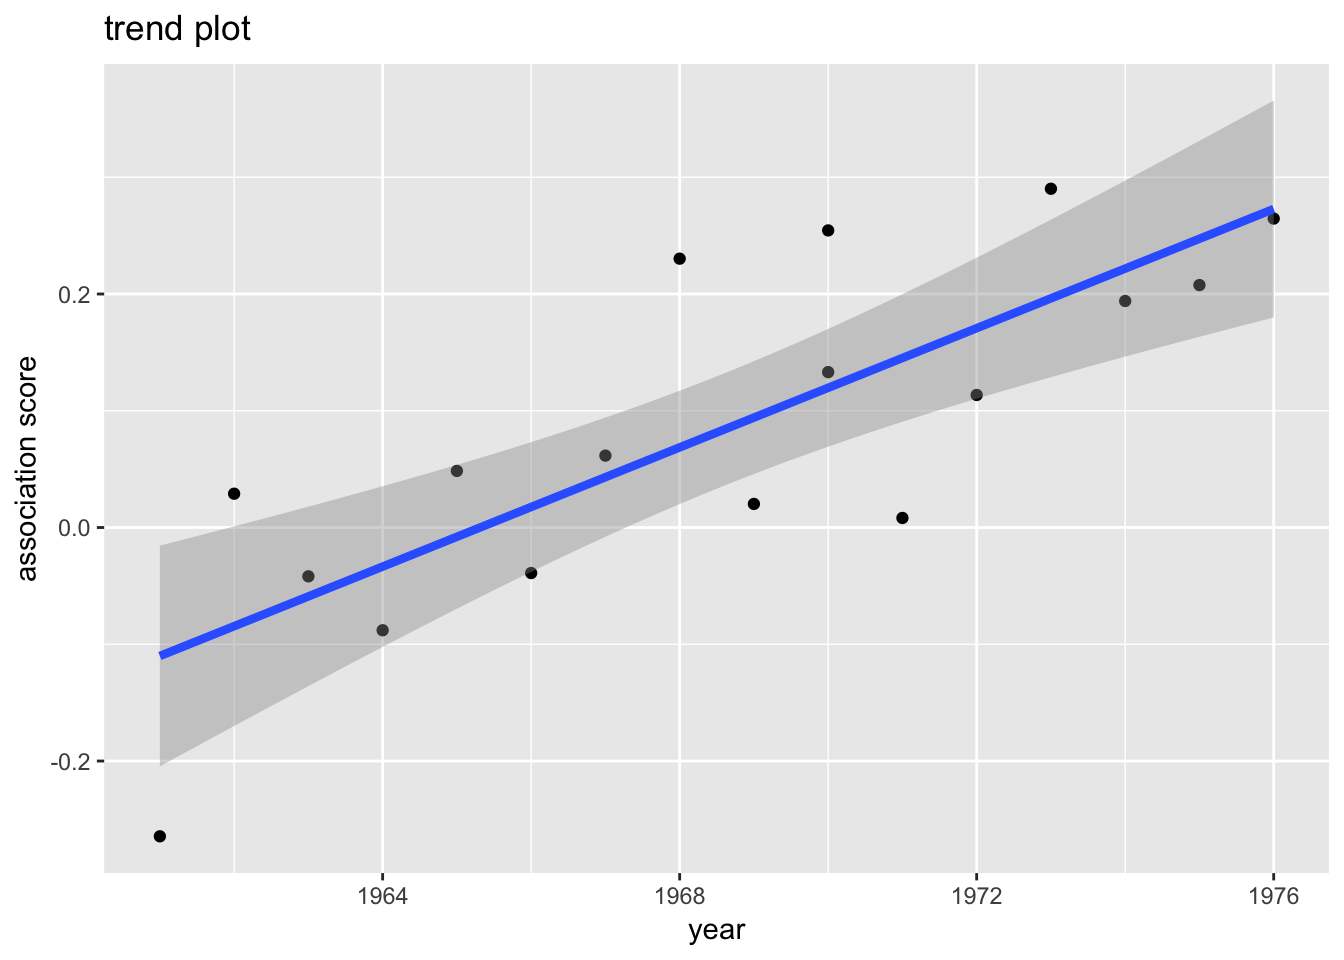 trend plot
association score
0.2
0.0
-0.2
1964 1968 1972 1976
year